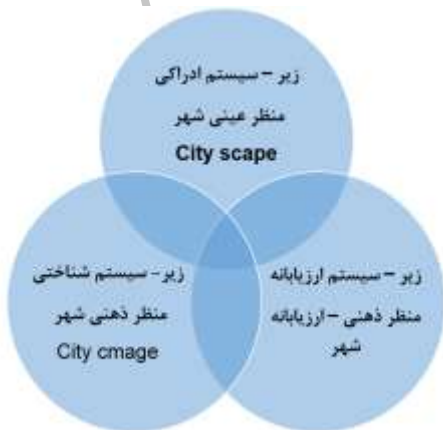 زیر – سیستم ادراکی
منظر عینی شهر
City scape
زیر – سیستم ارزیابانه
منظر ذهنی – ارزیابانه
شهر
زیر- سیستم شناختی
منظر ذهنی شهر
City cmage